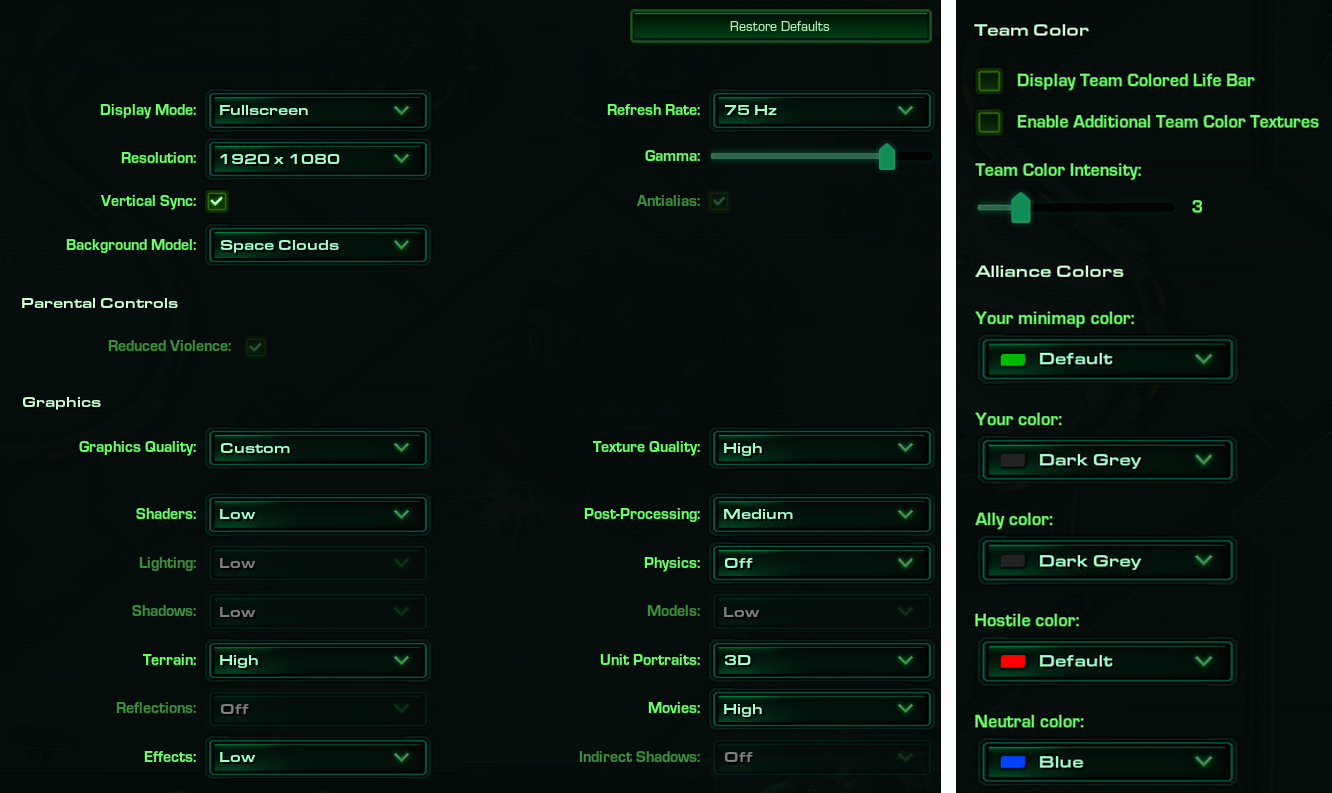 Restore Defaults
Display Mode: Fullscreen
Refresh Rate: 75 Hz
Resolution: 1920 x 1080
Gamma:
Vertical Sync:
Antialias:
Background Model: Space Clouds
Parental Controls
Reduced Violence:
Graphics
Graphics Quality: Custom
Texture Quality: High
Shaders: Low
Post-Processing: Medium
Lighting: Low
Physics: Off
Shadows: Low
Models: Low
Terrain: High
Unit Portraits: 3D
Reflections: Off
Movies: High
Effects: Low
Indirect Shadows: Off
Team Color
Display Team Colored Life Bar
Enable Additional Team Color Textures
Team Color Intensity:
3
Alliance Colors
Your minimap color:
Default
Your color:
Dark Grey
Ally color:
Dark Grey
Hostile color:
Default
Neutral color:
Blue